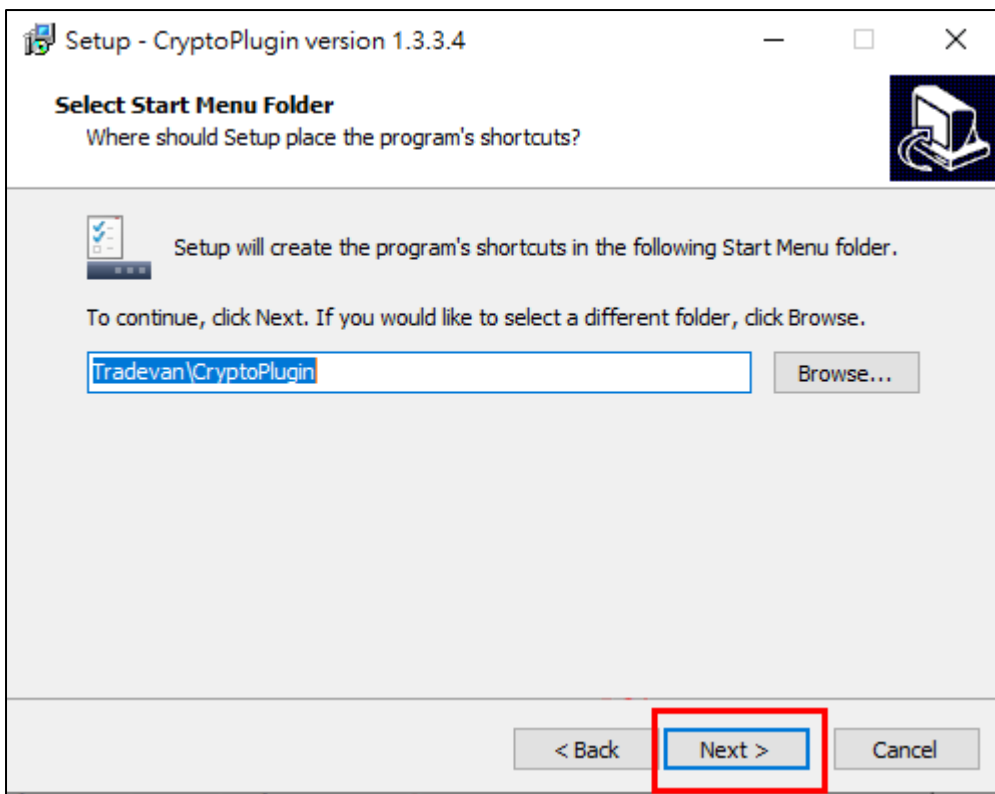 Setup - CryptoPlugin version 1.3.3.4
Select Start Menu Folder
Where should Setup place the program's shortcuts?
Setup will create the program's shortcuts in the following Start Menu folder.
To continue, click Next. If you would like to select a different folder, click Browse.
Tradevan\CryptoPlugin
Browse...
< Back
Next >
Cancel